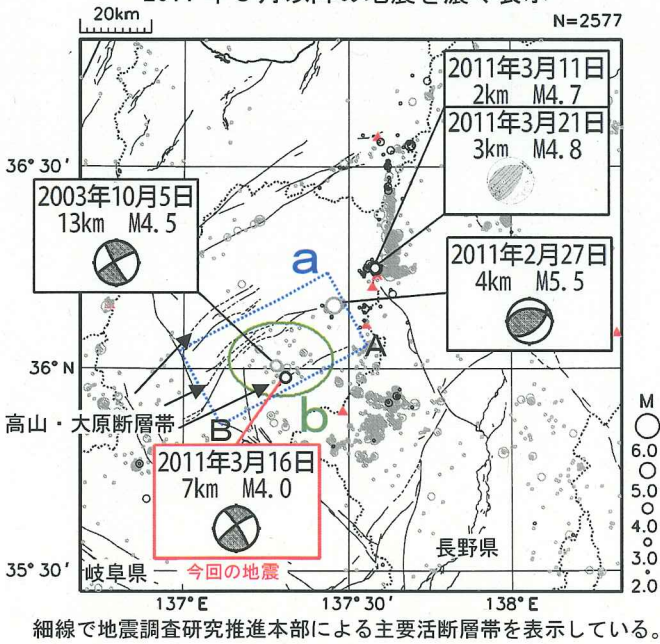 20km
N=2577
2011年3月11日
2km M4.7
2011年3月21日
3km M4.8
36° 30'
2003年10月5日
13km M4.5
a
2011年2月27日
4km M5.5
A
36° N
b
高山・大原断層帯
B
M
6.0
5.0
4.0
3.0
2.0
2011年3月16日
7km M4.0
今回の地震
長野県
岐阜県
35° 30'
137° E
137° 30'
138° E
細線で地震調査研究推進本部による主要活断層帯を表示している。